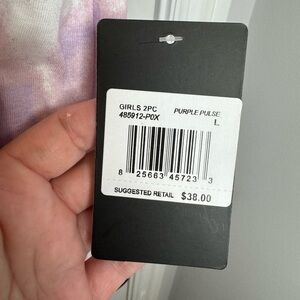 GIRLS 2PC PURPLE PULSE
485912-P0X L
8 25663 45723 3
SUGGESTED RETAIL $38.00